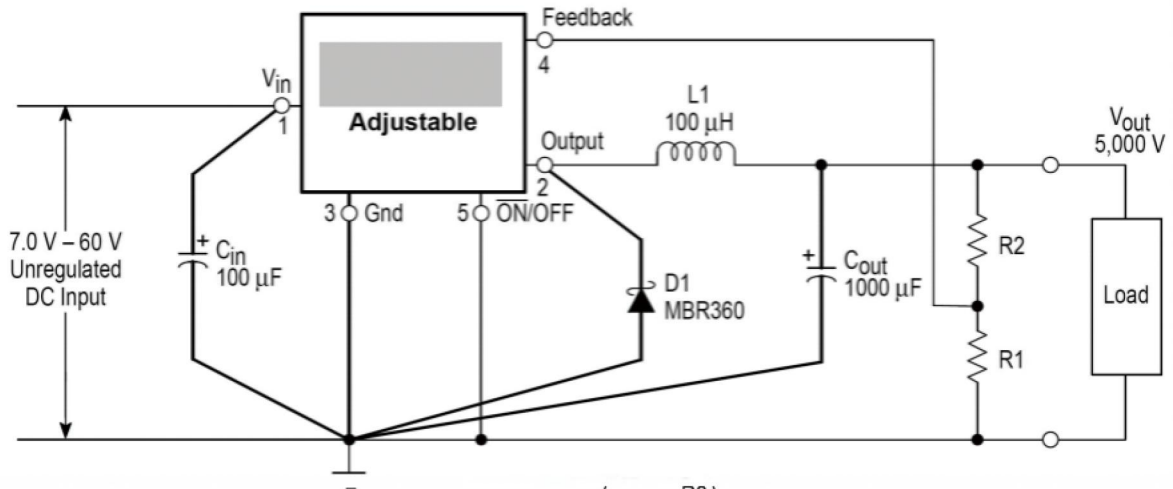 Feedback
4
Vin
1
Adjustable
L1
100 μH
Vout
5,000 V
Output
2
3 Gnd
5 ON/OFF
7.0 V – 60 V
Unregulated
DC Input
+
Cin
100 μF
D1
MBR360
+
Cout
1000 μF
R2
Load
R1